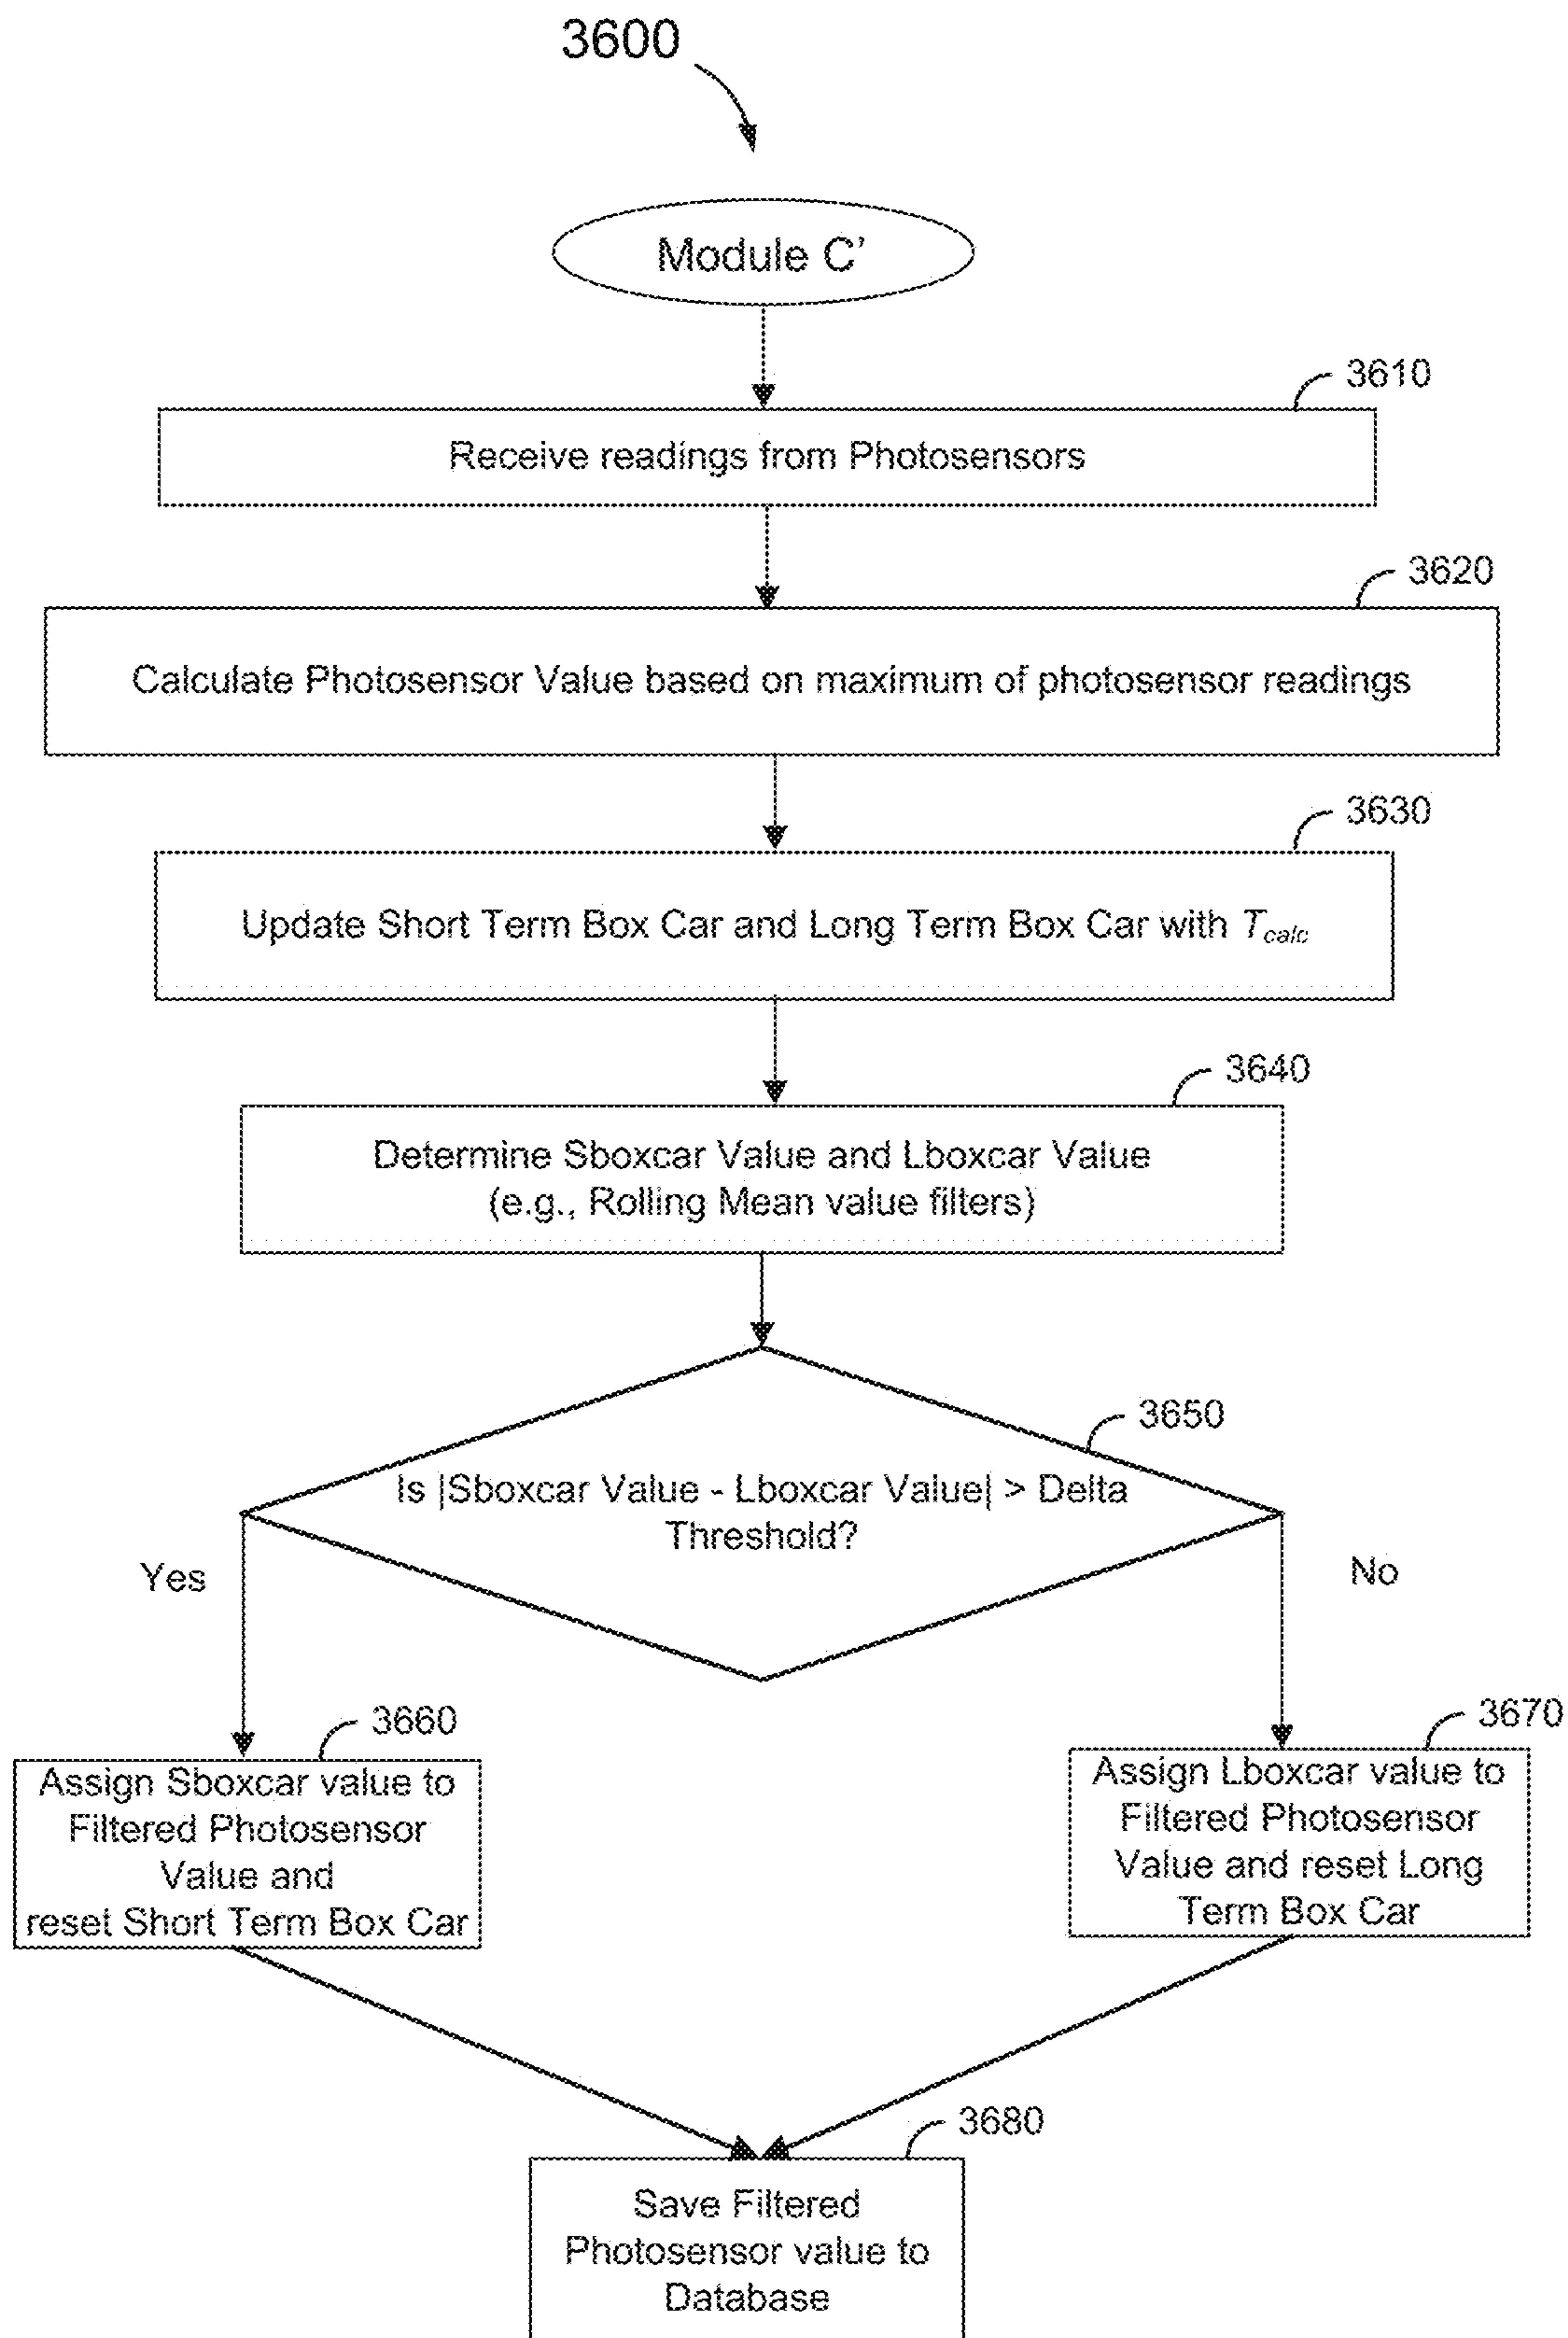 3600
Module C’
3610
Receive readings from Photosensors
3620
Calculate Photosensor Value based on maximum of photosensor readings
3630
Update Short Term Box Car and Long Term Box Car with Tcalc
3640
Determine Sboxcar Value and Lboxcar Value
(e.g., Rolling Mean value filters)
3650
Is |Sboxcar Value - Lboxcar Value| > Delta
Threshold?
Yes
No
3660
Assign Sboxcar value to
Filtered Photosensor
Value and
reset Short Term Box Car
3670
Assign Lboxcar value to
Filtered Photosensor
Value and reset Long
Term Box Car
3680
Save Filtered
Photosensor value to
Database